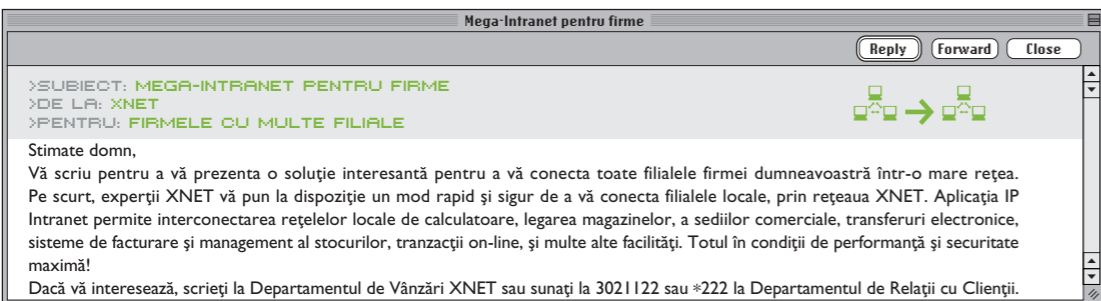 Mega-Intranet pentru firme
Reply Forward Close
>SUBIECT: MEGA-INTRANET PENTRU FIRME
>DE LA: XNET
>PENTRU: FIRMELE CU MULTE FILIALE
Stimate domn,
Vă scriu pentru a vă prezenta o soluţie interesantă pentru a vă conecta toate filialele firmei dumneavoastră într-o mare reţea.
Pe scurt, experţii XNET vă pun la dispoziţie un mod rapid şi sigur de a vă conecta filialele locale, prin reţeaua XNET. Aplicaţia IP
Intranet permite interconectarea reţelelor locale de calculatoare, legarea magazinelor, a sediilor comerciale, transferuri electronice,
sisteme de facturare şi management al stocurilor, tranzacţii on-line, şi multe alte facilităţi. Totul în condiţii de performanţă şi securitate
maximă!
Dacă vă interesează, scrieţi la Departamentul de Vânzări XNET sau sunaţi la 3021122 sau *222 la Departamentul de Relaţii cu Clienţii.